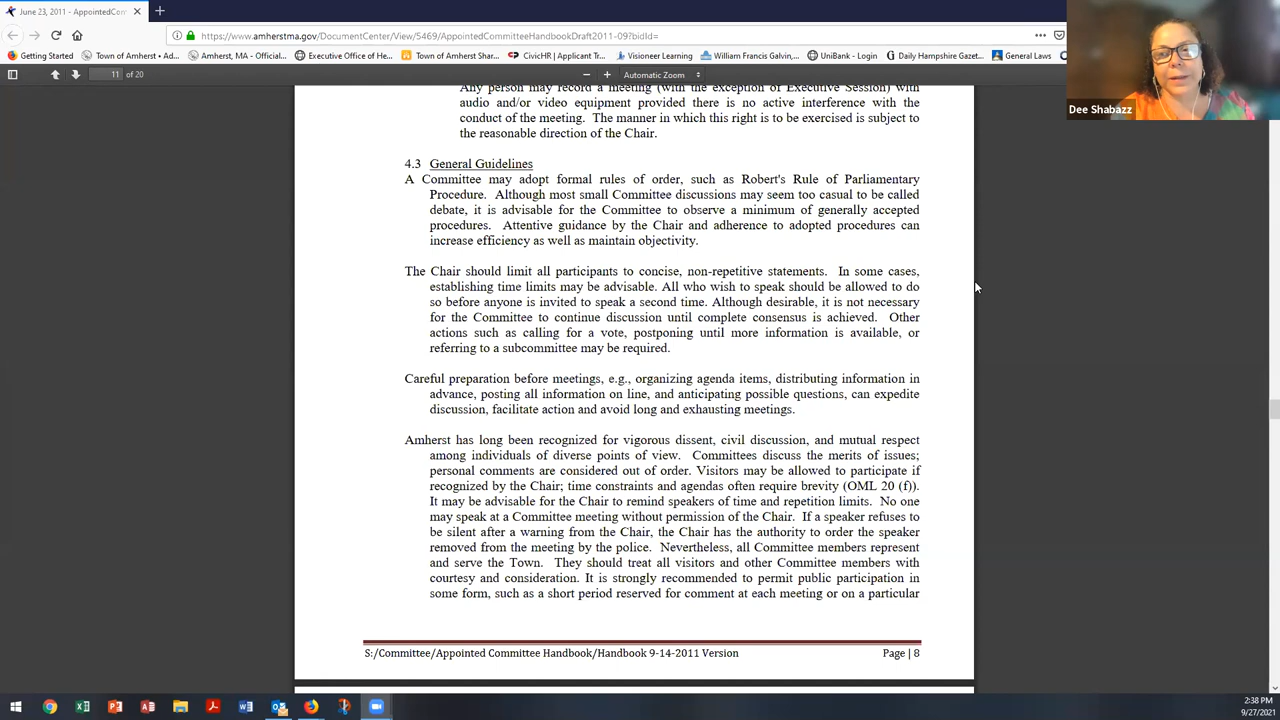 June 23, 2011 - AppointedCom
https://www.amherstma.gov/DocumentCenter/View/5469/AppointedCommitteeHandbookDraft2011-09?bidId=
Getting Started
Town of Amherst • Ad...
Amherst, MA - Official...
Executive Office of He...
Town of Amherst Shar...
CivicHR | Applicant Tr...
Visioneer Learning
William Francis Galvin,...
UniBank - Login
Daily Hampshire Gazet...
General Laws
11 of 20
Automatic Zoom
Dee Shabazz
Any person may record a meeting (with the exception of Executive Session) with
audio and/or video equipment provided there is no active interference with the
conduct of the meeting. The manner in which this right is to be exercised is subject to
the reasonable direction of the Chair.
4.3 General Guidelines
A Committee may adopt formal rules of order, such as Robert's Rule of Parliamentary
Procedure. Although most small Committee discussions may seem too casual to be called
debate, it is advisable for the Committee to observe a minimum of generally accepted
procedures. Attentive guidance by the Chair and adherence to adopted procedures can
increase efficiency as well as maintain objectivity.
The Chair should limit all participants to concise, non-repetitive statements. In some cases,
establishing time limits may be advisable. All who wish to speak should be allowed to do
so before anyone is invited to speak a second time. Although desirable, it is not necessary
for the Committee to continue discussion until complete consensus is achieved. Other
actions such as calling for a vote, postponing until more information is available, or
referring to a subcommittee may be required.
Careful preparation before meetings, e.g., organizing agenda items, distributing information in
advance, posting all information on line, and anticipating possible questions, can expedite
discussion, facilitate action and avoid long and exhausting meetings.
Amherst has long been recognized for vigorous dissent, civil discussion, and mutual respect
among individuals of diverse points of view. Committees discuss the merits of issues;
personal comments are considered out of order. Visitors may be allowed to participate if
recognized by the Chair; time constraints and agendas often require brevity (OML 20 (f)).
It may be advisable for the Chair to remind speakers of time and repetition limits. No one
may speak at a Committee meeting without permission of the Chair. If a speaker refuses to
be silent after a warning from the Chair, the Chair has the authority to order the speaker
removed from the meeting by the police. Nevertheless, all Committee members represent
and serve the Town. They should treat all visitors and other Committee members with
courtesy and consideration. It is strongly recommended to permit public participation in
some form, such as a short period reserved for comment at each meeting or on a particular
S:/Committee/Appointed Committee Handbook/Handbook 9-14-2011 Version Page | 8
2:38 PM
9/27/2021